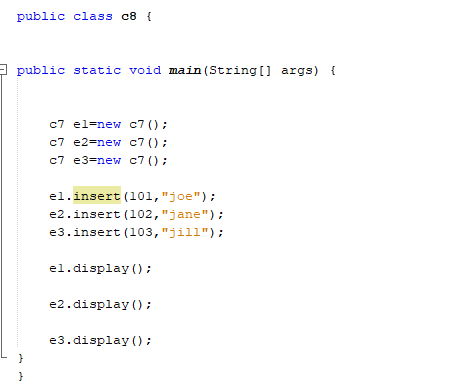 public class c8 {
public static void main(String[] args) {
c7 e1=new c7();
c7 e2=new c7();
c7 e3=new c7();
e1.insert(101,"joe");
e2.insert(102,"jane");
e3.insert(103,"jill");
e1.display();
e2.display();
e3.display();
}
}